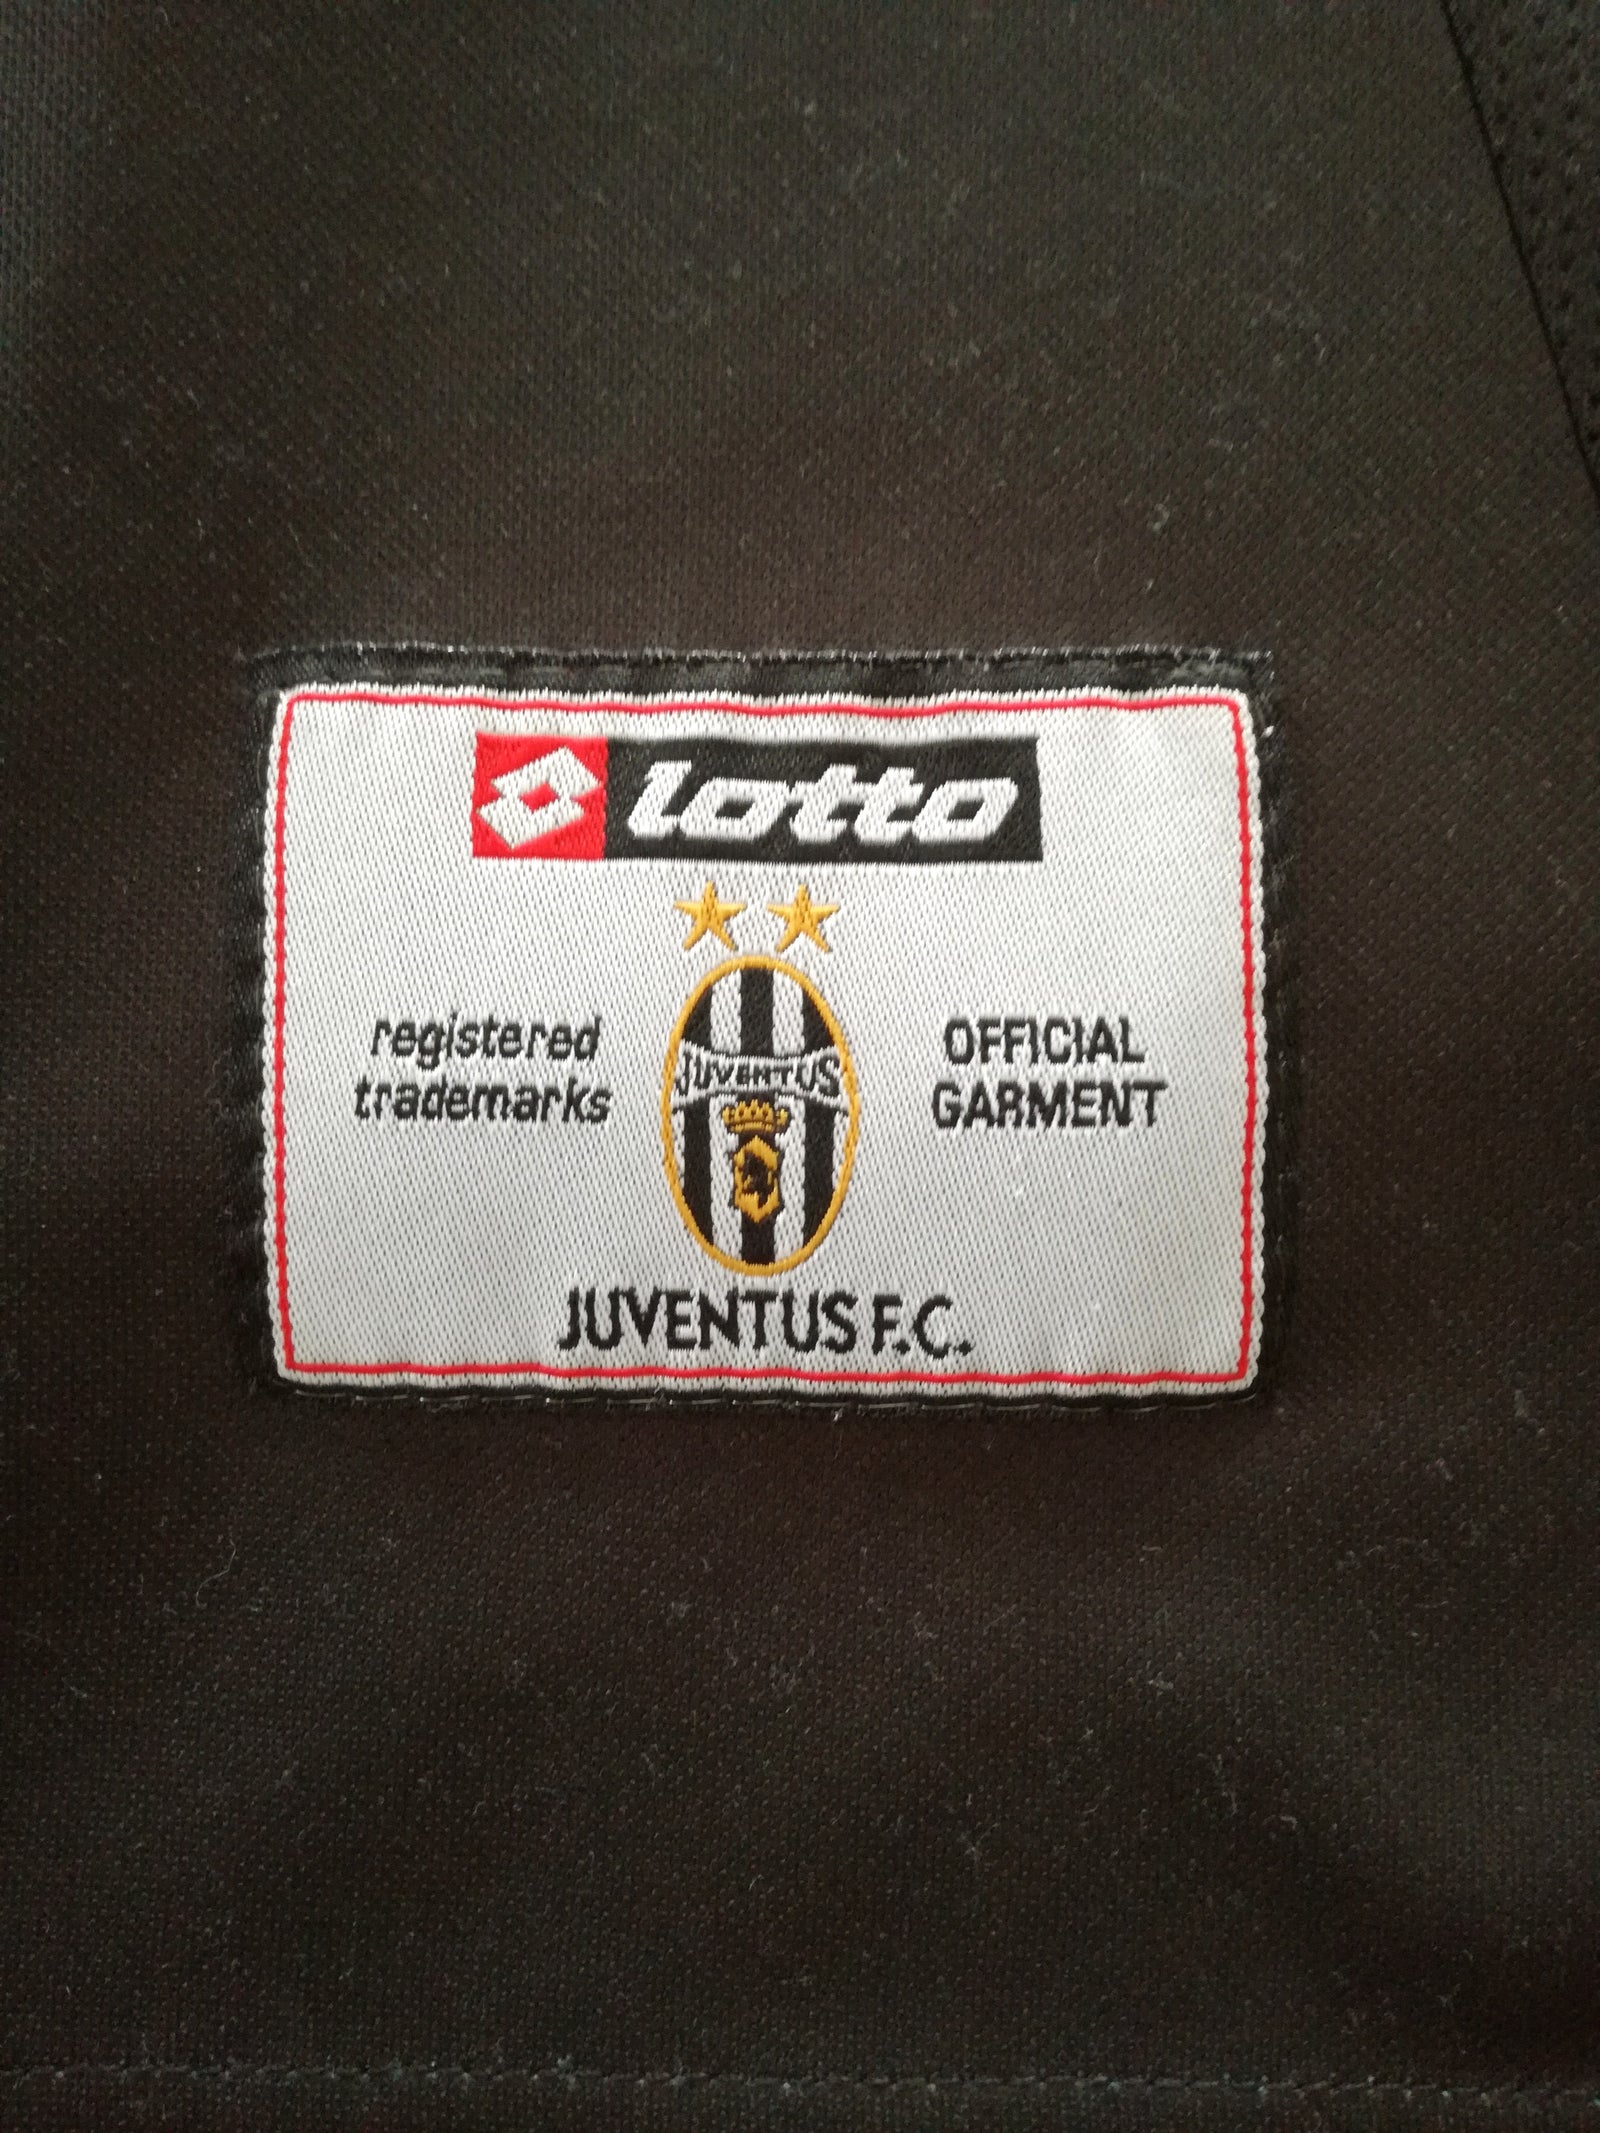 lotto
registered
trademarks
JUVENTUS
OFFICIAL
GARMENT
JUVENTUS F.C.